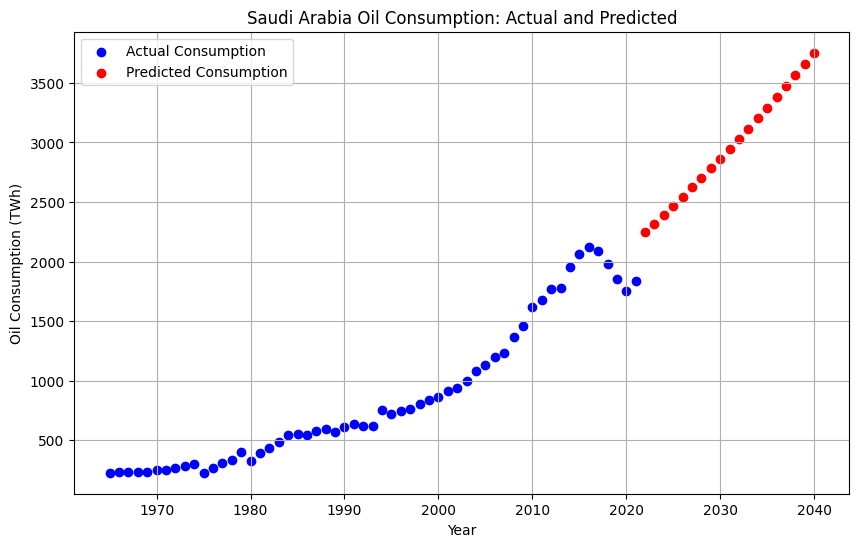 Saudi Arabia Oil Consumption: Actual and Predicted
Actual Consumption
Predicted Consumption
3500
3000
2500
2000
1500
1000
500
Oil Consumption (TWh)
1970 1980 1990 2000 2010 2020 2030 2040
Year